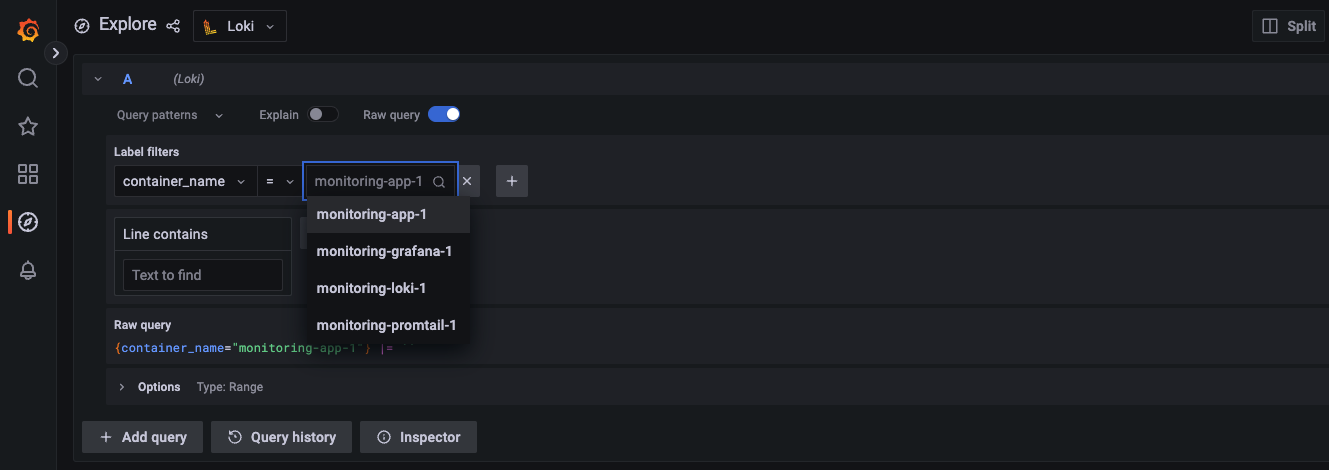 Explore Loki Split
A (Loki)
Query patterns Explain Raw query
Label filters
container_name = monitoring-app-1
monitoring-app-1
Line contains
monitoring-grafana-1
Text to find
monitoring-loki-1
monitoring-promtail-1
Raw query
{container_name="monitoring-app-1"} |= ``
Options Type: Range
Add query Query history Inspector